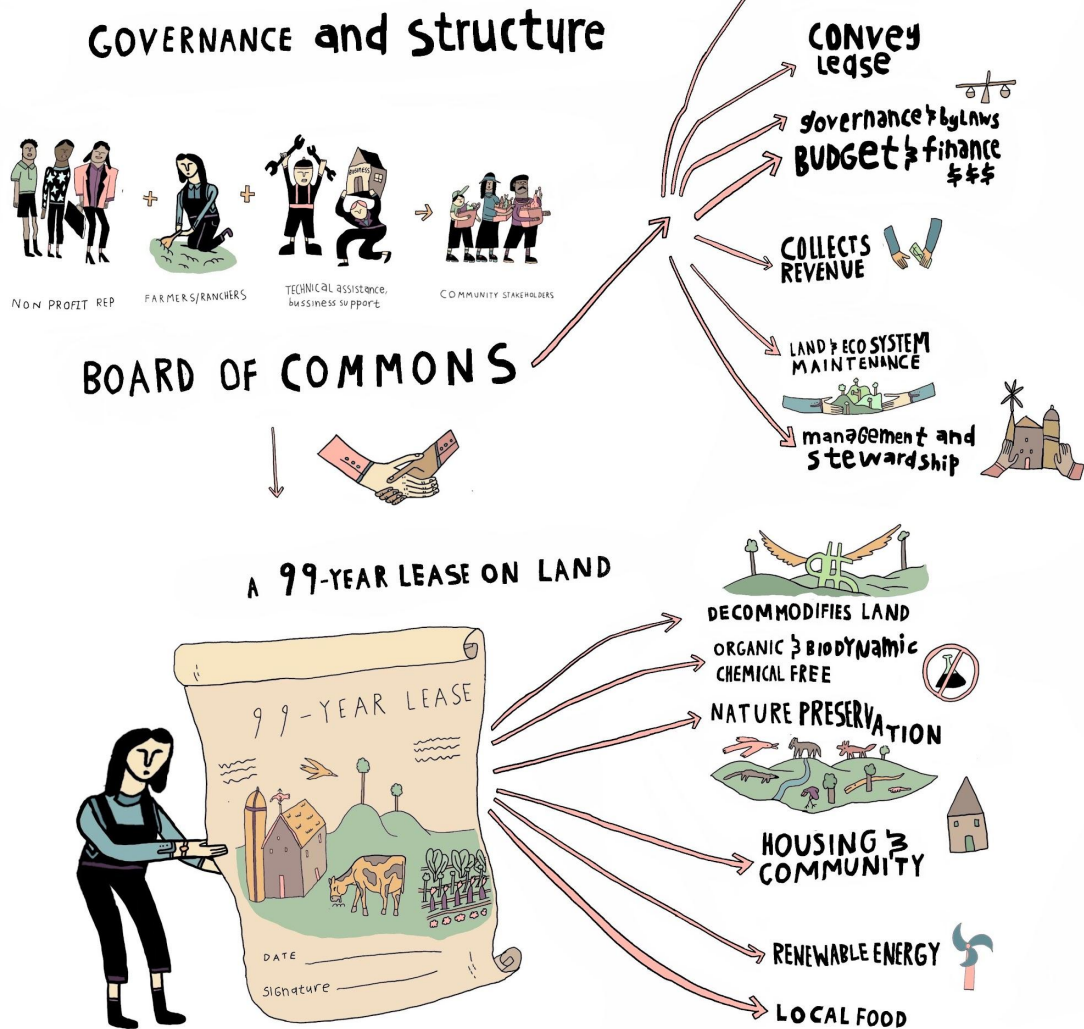 GOVERNANCE and structure
CONVEY
Lease
governance & byLAWS
BUDGET & finance
$$$
BUSINESS
NON PROFIT REP
FARMERS/RANCHERS
TECHNICAL assistance,
bussiness support
COMMUNITY STAKEHOLDERS
COLLECTS
REVENUE
BOARD OF COMMONS
LAND & ECO SYSTEM
MAINTENANCE
management and
stewardship
A 99-YEAR LEASE ON LAND
DECOMMODIFIES LAND
ORGANIC & BIODYNamic
CHEMICAL FREE
NATURE PRESERVATION
99-YEAR LEASE
HOUSING &
COMMUNITY
DATE
SIGnature
RENEWABLE ENERGY
LOCAL FOOD